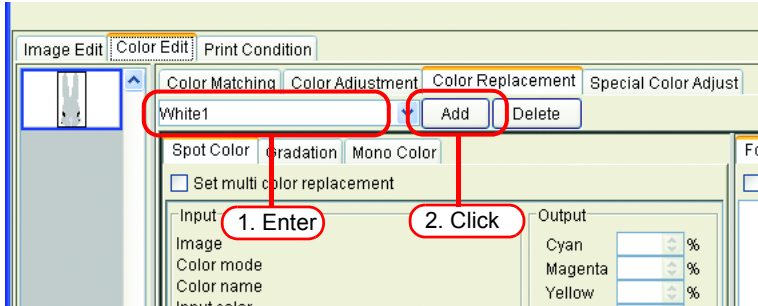 Image Edit Color Edit Print Condition
Color Matching Color Adjustment Color Replacement Special Color Adjust
White1 Add Delete
Spot Color Gradation Mono Color
Set multi color replacement
Input 1. Enter 2. Click Output
Image Cyan %
Color mode Magenta %
Color name Yellow %
Input color